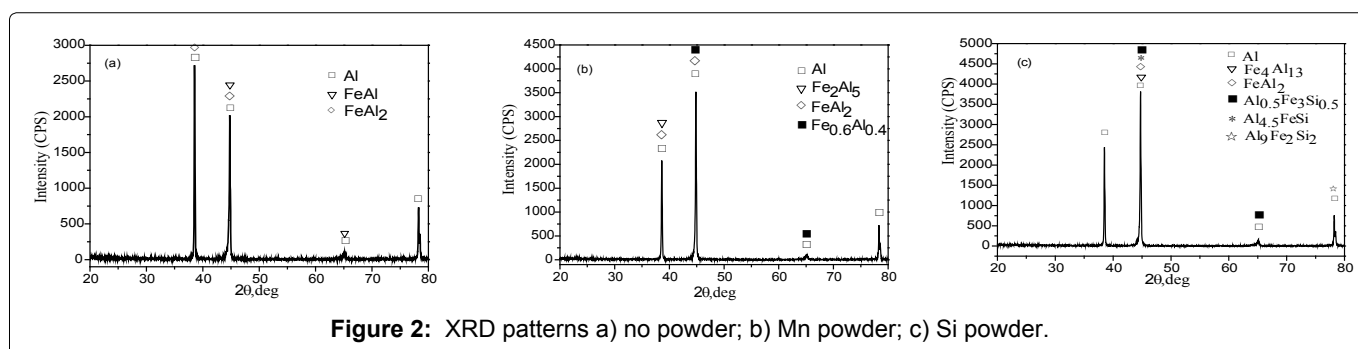 (a)
□ Al
▽ FeAl
◇ FeAl2
Intensity (CPS)
3000
2500
2000
1500
1000
500
0
20 30 40 50 60 70 80
2θ,deg
(b)
□ Al
▽ Fe2Al5
◇ FeAl2
■ Fe0.6Al0.4
Intensity (CPS)
4500
4000
3500
3000
2500
2000
1500
1000
500
0
20 30 40 50 60 70 80
2θ,deg
(c)
□ Al
▽ Fe4Al13
◇ FeAl2
■ Al0.5Fe3Si0.5
* Al4.5FeSi
☆ Al9Fe2Si2
Intensity (CPS)
5000
4500
4000
3500
3000
2500
2000
1500
1000
500
0
20 30 40 50 60 70 80
2θ,deg
Figure 2: XRD patterns a) no powder; b) Mn powder; c) Si powder.